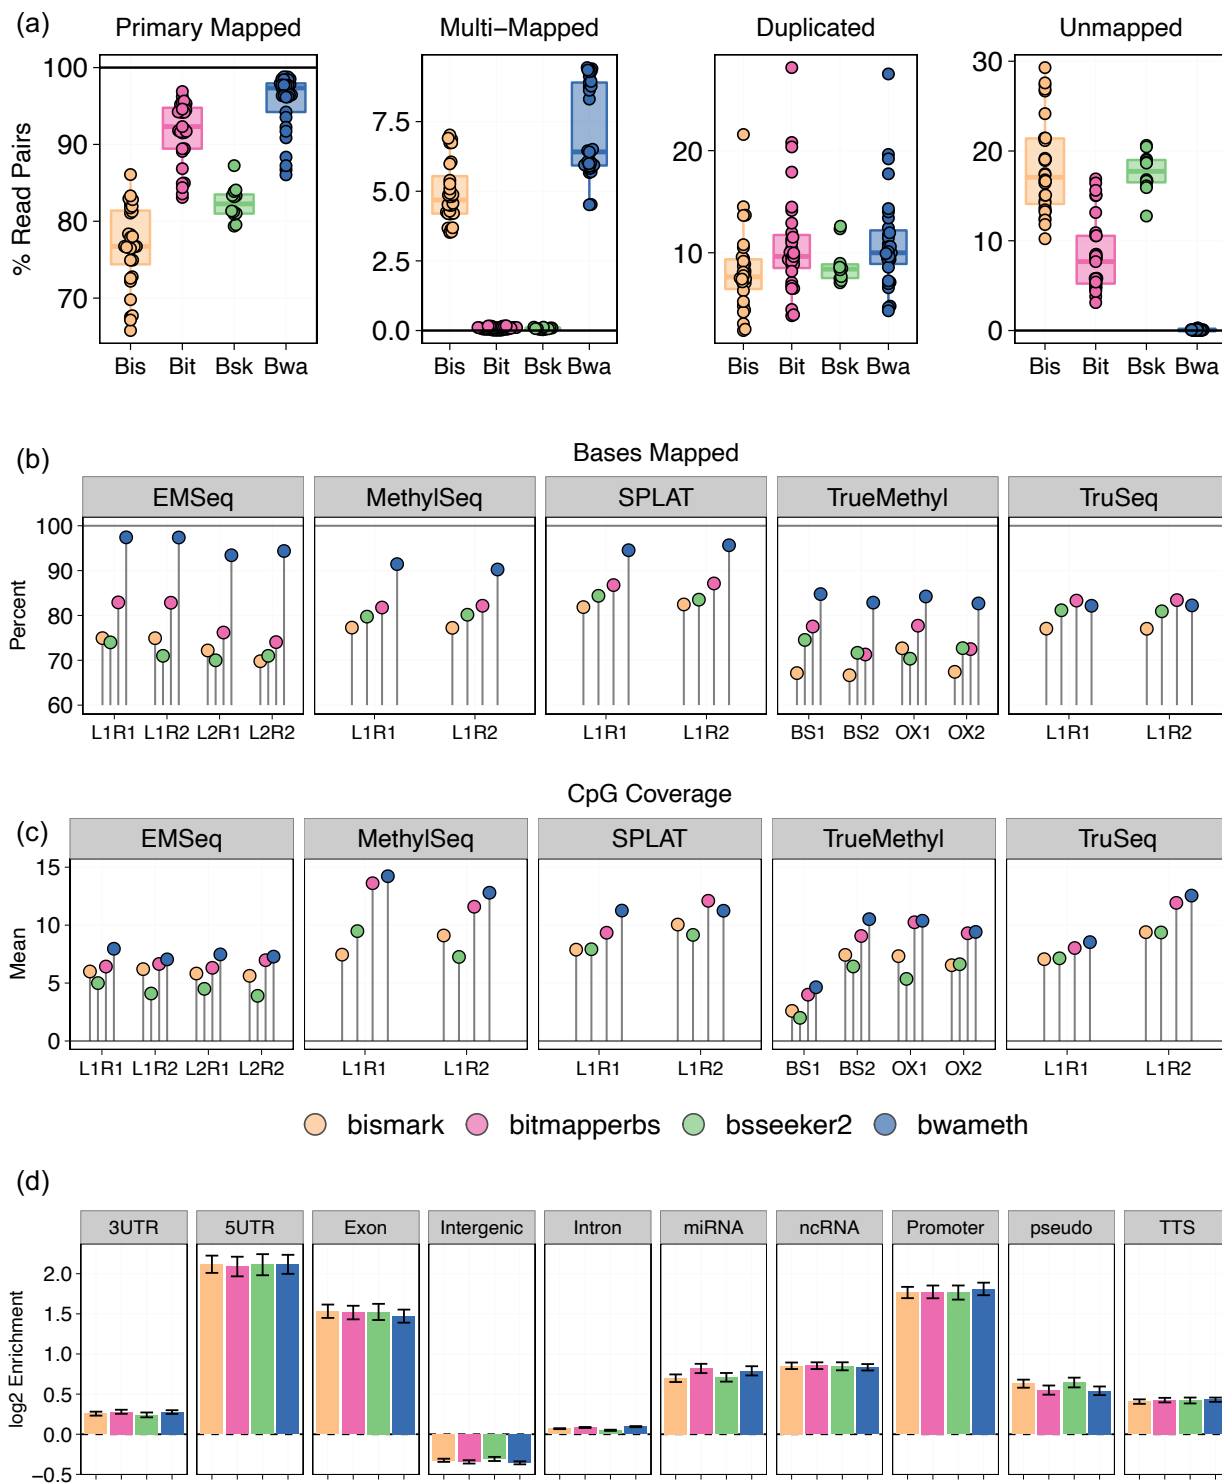 (a)
Primary Mapped Multi-Mapped Duplicated Unmapped
% Read Pairs
100
90
80
70
Bis Bit Bsk Bwa
7.5
5.0
2.5
0.0
Bis Bit Bsk Bwa
20
10
Bis Bit Bsk Bwa
30
20
10
0
Bis Bit Bsk Bwa
(b)
Bases Mapped
EMSeq MethylSeq SPLAT TrueMethyl TruSeq
Percent
100
90
80
70
60
L1R1 L1R2 L2R1 L2R2 L1R1 L1R2 L1R1 L1R2 BS1 BS2 OX1 OX2 L1R1 L1R2
CpG Coverage
(c)
EMSeq MethylSeq SPLAT TrueMethyl TruSeq
Mean
15
10
5
0
L1R1 L1R2 L2R1 L2R2 L1R1 L1R2 L1R1 L1R2 BS1 BS2 OX1 OX2 L1R1 L1R2
bismark bitmapperbs bsseeker2 bwameth
(d)
3UTR 5UTR Exon Intergenic Intron miRNA ncRNA Promoter pseudo TTS
log2 Enrichment
2.0
1.5
1.0
0.5
0.0
-0.5